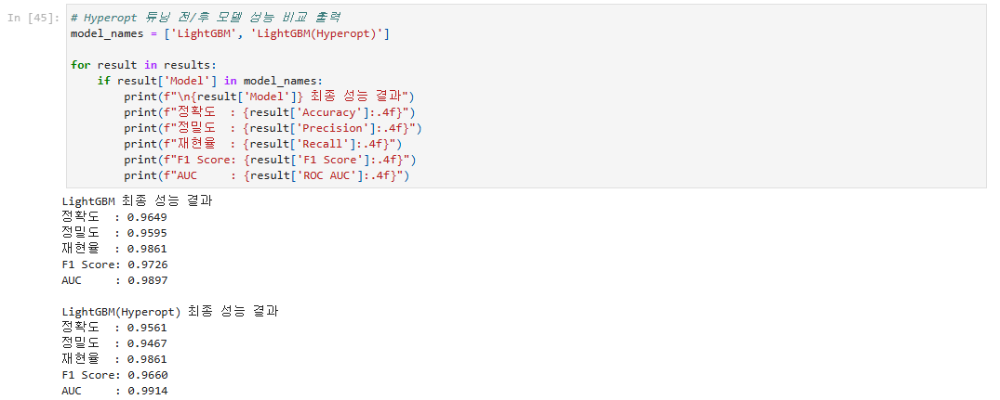 In [45]:
# Hyperopt 튜닝 전/후 모델 성능 비교 출력
model_names = ['LightGBM', 'LightGBM(Hyperopt)']
for result in results:
    if result['Model'] in model_names:
        print(f"\n{result['Model']} 최종 성능 결과")
        print(f"정확도  : {result['Accuracy']:.4f}")
        print(f"정밀도  : {result['Precision']:.4f}")
        print(f"재현율  : {result['Recall']:.4f}")
        print(f"F1 Score: {result['F1 Score']:.4f}")
        print(f"AUC     : {result['ROC AUC']:.4f}")
LightGBM 최종 성능 결과
정확도  : 0.9649
정밀도  : 0.9595
재현율  : 0.9861
F1 Score: 0.9726
AUC     : 0.9897
LightGBM(Hyperopt) 최종 성능 결과
정확도  : 0.9561
정밀도  : 0.9467
재현율  : 0.9861
F1 Score: 0.9660
AUC     : 0.9914